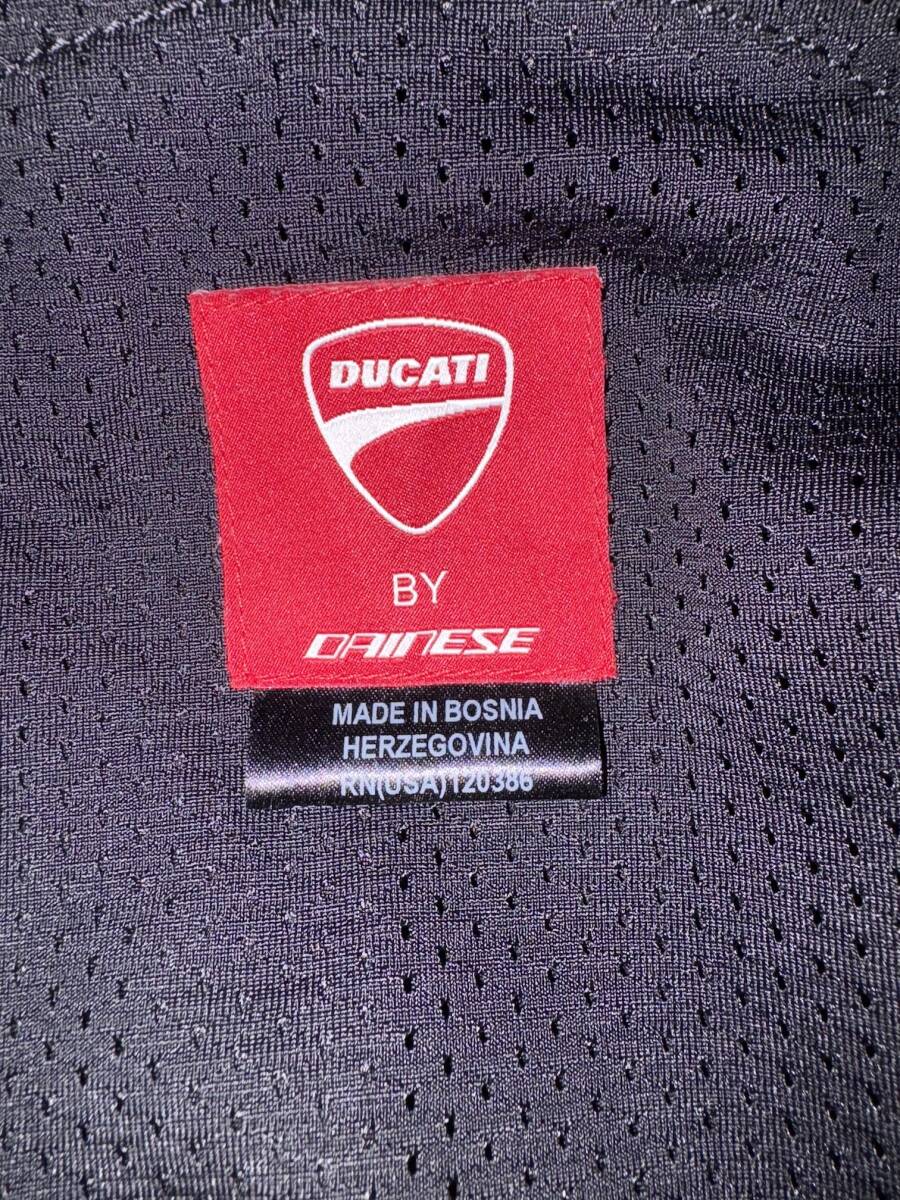 DUCATI
BY
DAINESE
MADE IN BOSNIA
HERZEGOVINA
RN(USA)120386